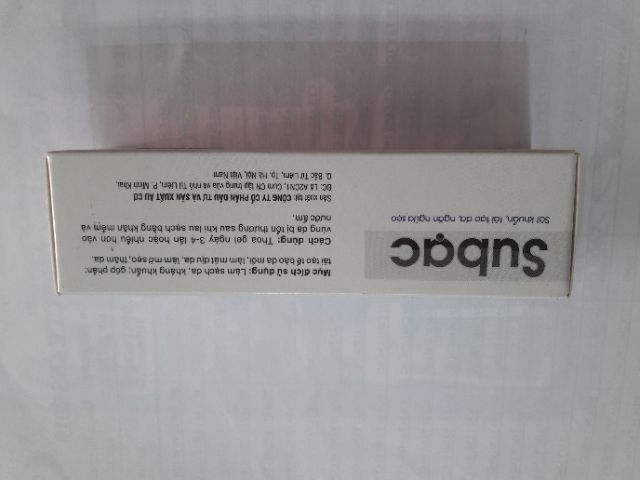 Subạc
Sát khuẩn, tái tạo da, ngăn ngừa sẹo
Mục đích sử dụng: Làm sạch da, kháng khuẩn; góp phần:
tái tạo tế bào da mới, làm mát dịu da, làm mờ sẹo, thâm da.
Cách dùng: Thoa gel ngày 3-4 lần hoặc nhiều hơn vào
vùng da bị tổn thương sau khi lau sạch bằng khăn mềm và
nước ấm.
Sản xuất tại: CÔNG TY CỔ PHẦN ĐẦU TƯ VÀ SẢN XUẤT ÂU CƠ
ĐC: Lô A2CN1, Cụm CN tập trung vừa và nhỏ Từ Liêm, P. Minh Khai,
Q. Bắc Từ Liêm, Tp. Hà Nội, Việt Nam